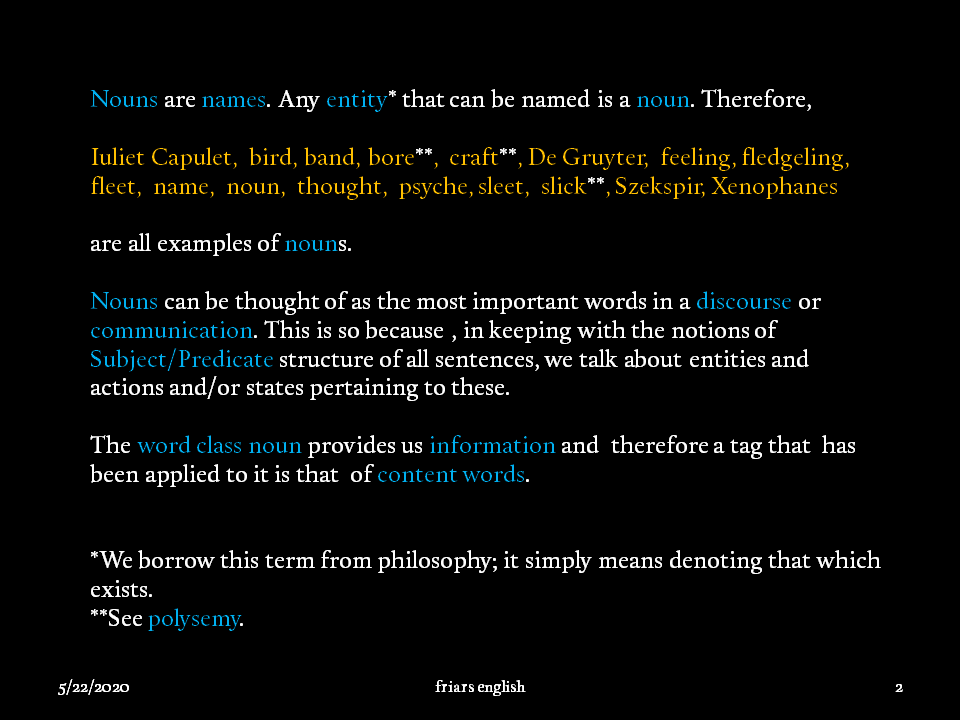 Nouns are names. Any entity* that can be named is a noun. Therefore,
Iuliet Capulet, bird, band, bore**, craft**, De Gruyter, feeling, fledgeling,
fleet, name, noun, thought, psyche, sleet, slick**, Szekspir, Xenophanes
are all examples of nouns.
Nouns can be thought of as the most important words in a discourse or
communication. This is so because , in keeping with the notions of
Subject/Predicate structure of all sentences, we talk about entities and
actions and/or states pertaining to these.
The word class noun provides us information and therefore a tag that has
been applied to it is that of content words.
*We borrow this term from philosophy; it simply means denoting that which
exists.
**See polysemy.
5/22/2020 friars english 2